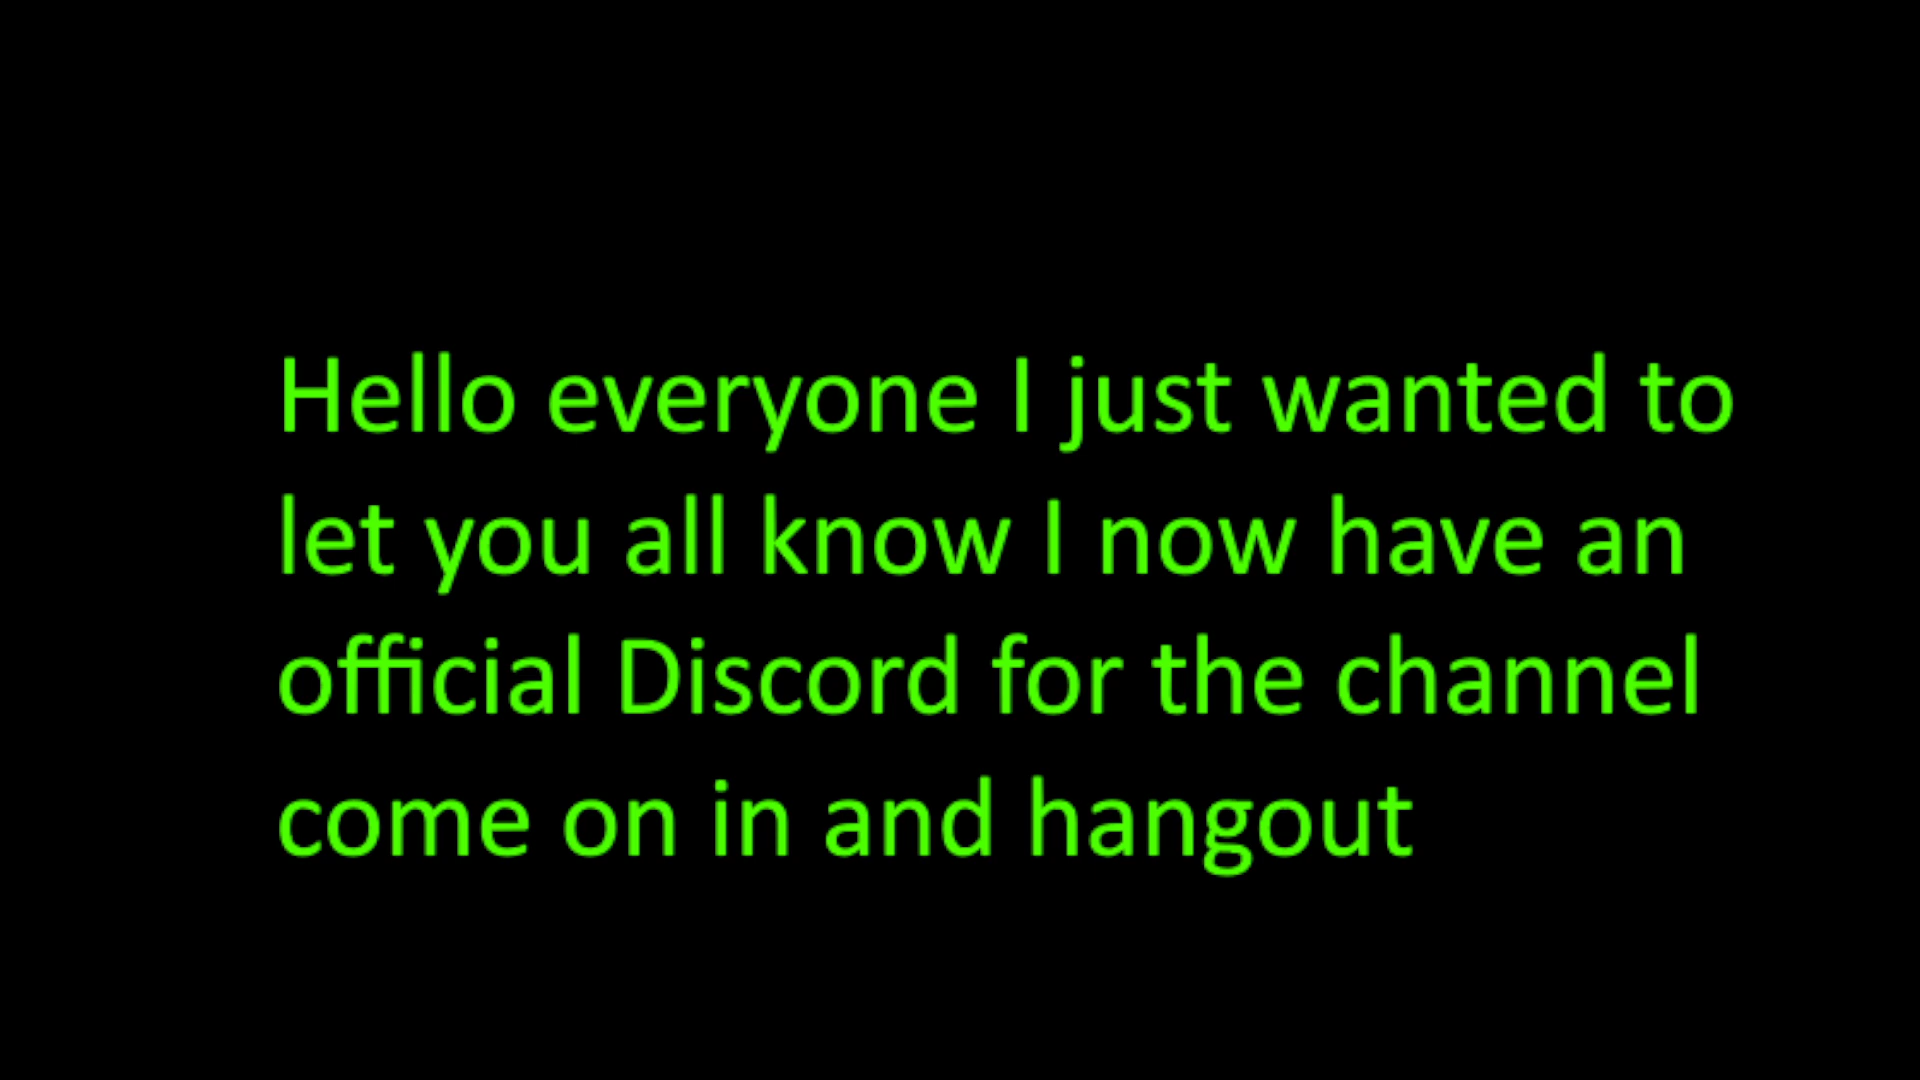 Hello everyone I just wanted to
let you all know I now have an
official Discord for the channel
come on in and hangout